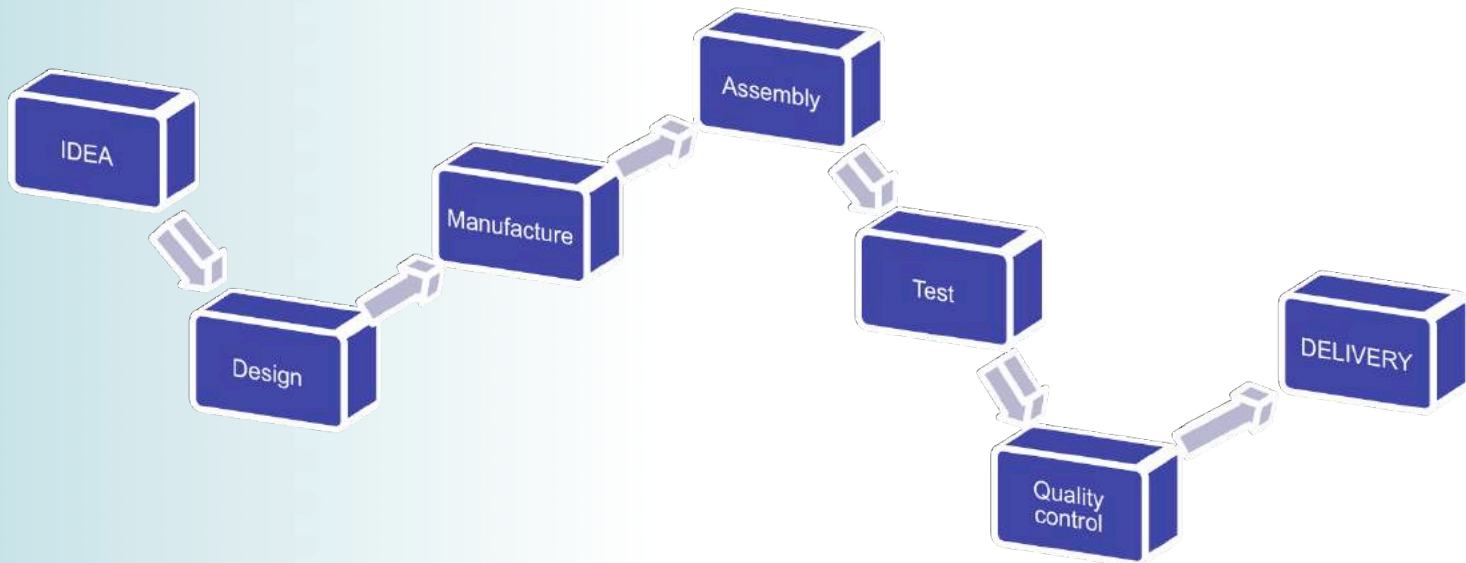 IDEA
Design
Manufacture
Assembly
Test
Quality
control
DELIVERY